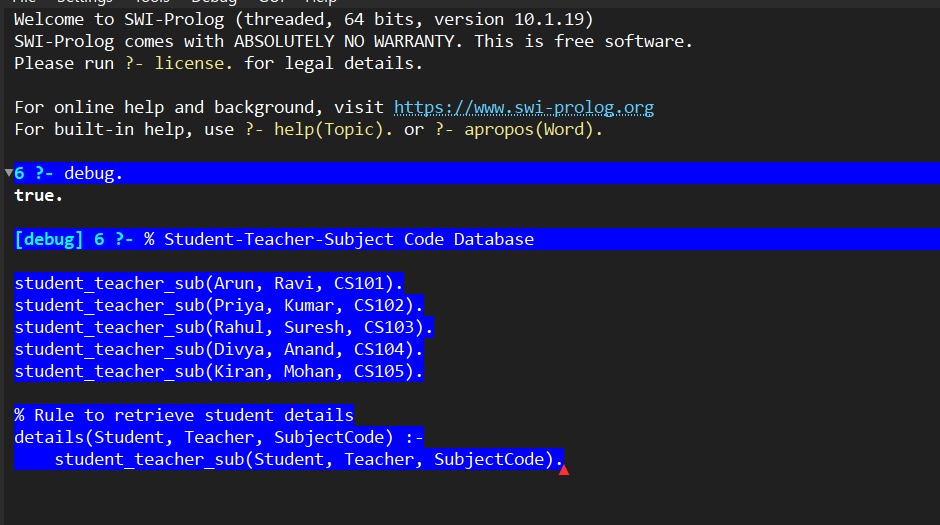 Welcome to SWI-Prolog (threaded, 64 bits, version 10.1.19)
SWI-Prolog comes with ABSOLUTELY NO WARRANTY. This is free software.
Please run ?- license. for legal details.
For online help and background, visit https://www.swi-prolog.org
For built-in help, use ?- help(Topic). or ?- apropos(Word).
6 ?- debug.
true.
[debug] 6 ?- % Student-Teacher-Subject Code Database
student_teacher_sub(Arun, Ravi, CS101).
student_teacher_sub(Priya, Kumar, CS102).
student_teacher_sub(Rahul, Suresh, CS103).
student_teacher_sub(Divya, Anand, CS104).
student_teacher_sub(Kiran, Mohan, CS105).
% Rule to retrieve student details
details(Student, Teacher, SubjectCode) :-
    student_teacher_sub(Student, Teacher, SubjectCode).